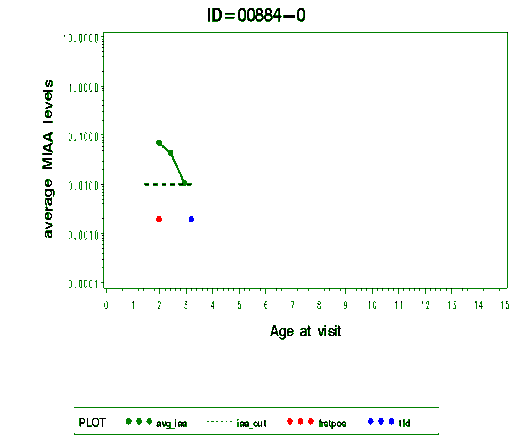 ID=00884-0
average MIAA levels
10.0000
1.0000
0.1000
0.0100
0.0010
0.0001
0 1 2 3 4 5 6 7 8 9 10 11 12 13 14 15
Age at visit
PLOT avg_iaa iaa_cut frstpos t1d